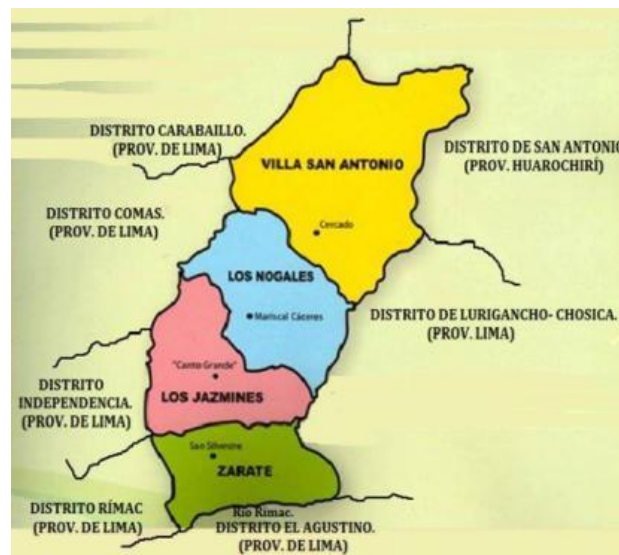 DISTRITO CARABAILLO.
(PROV. DE LIMA)
VILLA SAN ANTONIO
DISTRITO DE SAN ANTONIO
(PROV. HUAROCHIRÍ)
DISTRITO COMAS.
(PROV. DE LIMA)
Cercado
LOS NOGALES
Mariscal Cáceres
DISTRITO DE LURIGANCHO- CHOSICA.
(PROV. LIMA)
"Canto Grande"
DISTRITO
INDEPENDENCIA.
(PROV. DE LIMA)
LOS JAZMINES
San Silvestre
ZARATE
Río Rímac.
DISTRITO RÍMAC
(PROV. DE LIMA)
DISTRITO EL AGUSTINO.
(PROV. DE LIMA)